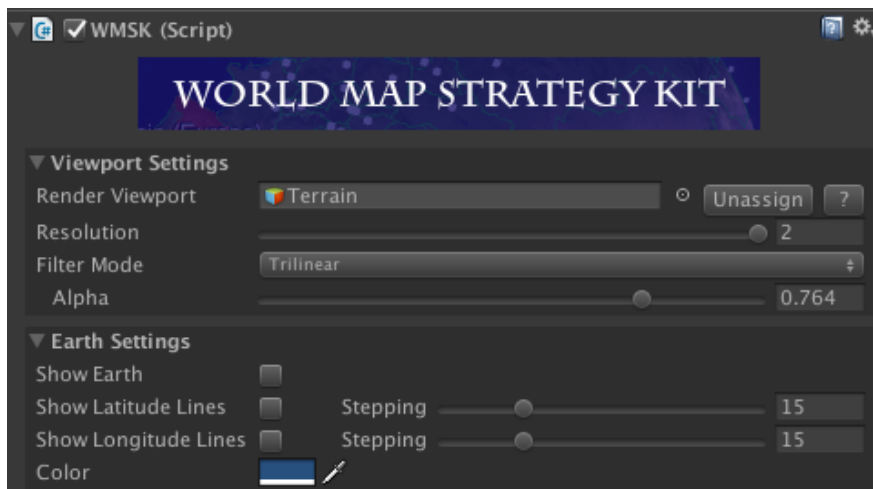 WMSK (Script)
WORLD MAP STRATEGY KIT
Viewport Settings
Render Viewport Terrain Unassign ?
Resolution 2
Filter Mode Trilinear
Alpha 0.764
Earth Settings
Show Earth
Show Latitude Lines Stepping 15
Show Longitude Lines Stepping 15
Color